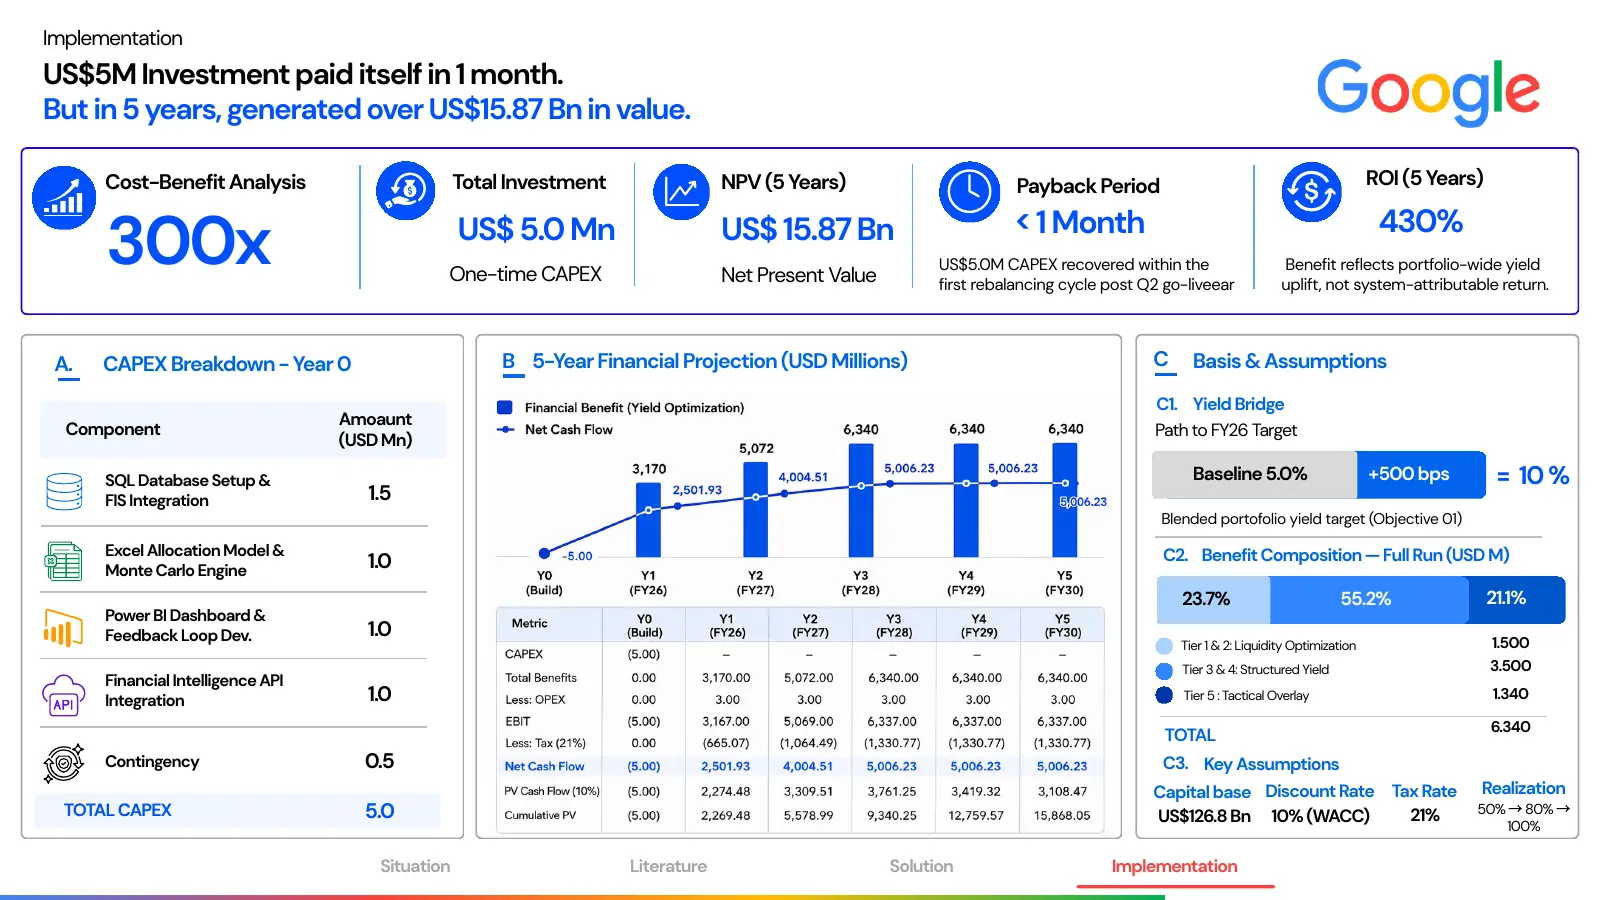 Implementation
US$5M Investment paid itself in 1 month.
But in 5 years, generated over US$15.87 Bn in value.
Google
Cost-Benefit Analysis
300x
Total Investment
US$ 5.0 Mn
One-time CAPEX
NPV (5 Years)
US$ 15.87 Bn
Net Present Value
Payback Period
< 1 Month
US$5.0M CAPEX recovered within the
first rebalancing cycle post Q2 go-liveear
ROI (5 Years)
430%
Benefit reflects portfolio-wide yield
uplift, not system-attributable return.
A. CAPEX Breakdown - Year 0
Component
Amoaunt
(USD Mn)
SQL Database Setup &
FIS Integration
1.5
Excel Allocation Model &
Monte Carlo Engine
1.0
Power BI Dashboard &
Feedback Loop Dev.
1.0
API
Financial Intelligence API
Integration
1.0
Contingency
0.5
TOTAL CAPEX 5.0
B 5-Year Financial Projection (USD Millions)
Financial Benefit (Yield Optimization)
Net Cash Flow
3,170
5,072
6,340
6,340
6,340
-5.00
2,501.93
4,004.51
5,006.23
5,006.23
5,006.23
Y0 Y1 Y2 Y3 Y4 Y5
(Build) (FY26) (FY27) (FY28) (FY29) (FY30)
Metric
Y0 Y1 Y2 Y3 Y4 Y5
(Build) (FY26) (FY27) (FY28) (FY29) (FY30)
CAPEX (5.00) – – – – –
Total Benefits 0.00 3,170.00 5,072.00 6,340.00 6,340.00 6,340.00
Less: OPEX 0.00 3.00 3.00 3.00 3.00 3.00
EBIT (5.00) 3,167.00 5,069.00 6,337.00 6,337.00 6,337.00
Less: Tax (21%) 0.00 (665.07) (1,064.49) (1,330.77) (1,330.77) (1,330.77)
Net Cash Flow (5.00) 2,501.93 4,004.51 5,006.23 5,006.23 5,006.23
PV Cash Flow (10%) (5.00) 2,274.48 3,309.51 3,761.25 3,419.32 3,108.47
Cumulative PV (5.00) 2,269.48 5,578.99 9,340.25 12,759.57 15,868.05
C Basis & Assumptions
C1. Yield Bridge
Path to FY26 Target
Baseline 5.0% +500 bps = 10 %
Blended portofolio yield target (Objective 01)
C2. Benefit Composition — Full Run (USD M)
23.7% 55.2% 21.1%
Tier 1 & 2: Liquidity Optimization 1.500
Tier 3 & 4: Structured Yield 3.500
Tier 5 : Tactical Overlay 1.340
TOTAL 6.340
C3. Key Assumptions
Capital base
US$126.8 Bn
Discount Rate
10% (WACC)
Tax Rate
21%
Realization
50% → 80% →
100%
Situation
Literature
Solution
Implementation